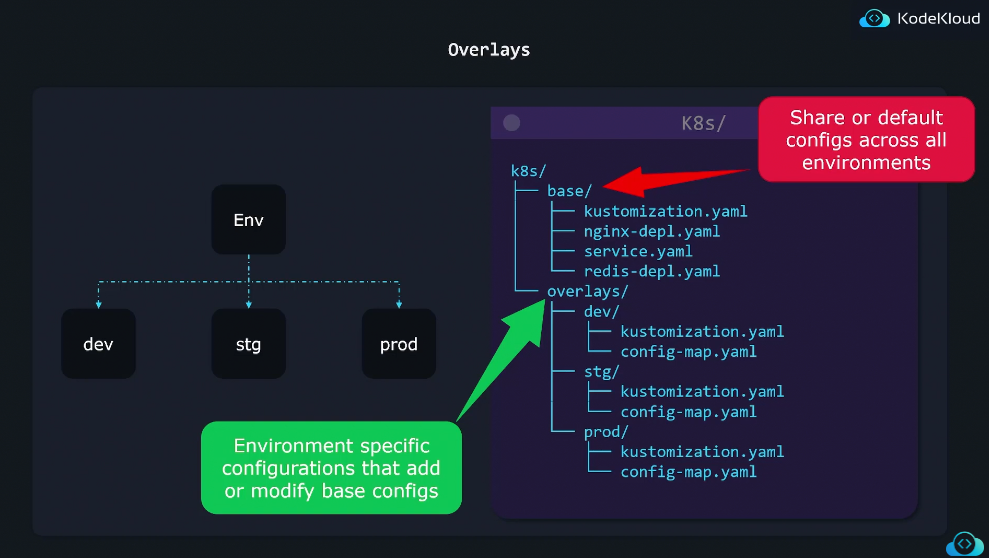 KodeKloud
Overlays
Env
dev
stg
prod
K8s/
Share or default
configs across all
environments
k8s/
base/
kustomization.yaml
nginx-depl.yaml
service.yaml
redis-depl.yaml
overlays/
dev/
kustomization.yaml
config-map.yaml
stg/
kustomization.yaml
config-map.yaml
prod/
kustomization.yaml
config-map.yaml
Environment specific
configurations that add
or modify base configs